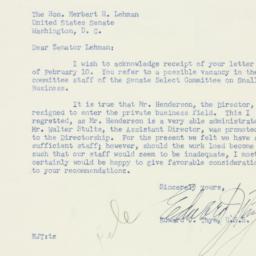 The Hon. Herbert H. Lehman
United States Senate
Washington, D. C.
Dear Senator Lehman:
I wish to acknowledge receipt of your letter
of February 10. You refer to a possible vacancy in the
committee staff of the Senate Select Committee on Small
Business.
It is true that Mr. Henderson, the Director,
resigned to enter the private business field. This I
regretted, as Mr. Henderson is a very able administrator
Mr. Walter Stults, the Assistant Director, was promoted
to the Directorship. For the present we felt we have a
sufficient staff; however, should the work load become
such that our staff would seem to be inadequate, I most
certainly would be happy to give favorable consideration
to your recommendations.
Sincerely yours,
Edward J. Thye, U.S.S.
EJT:ts